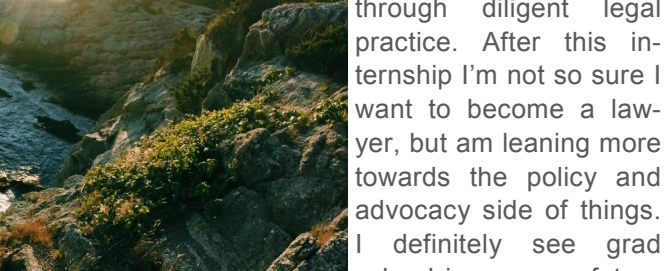 through diligent legal
practice. After this in-
ternship I'm not so sure I
want to become a law-
yer, but am leaning more
towards the policy and
advocacy side of things.
I definitely see grad